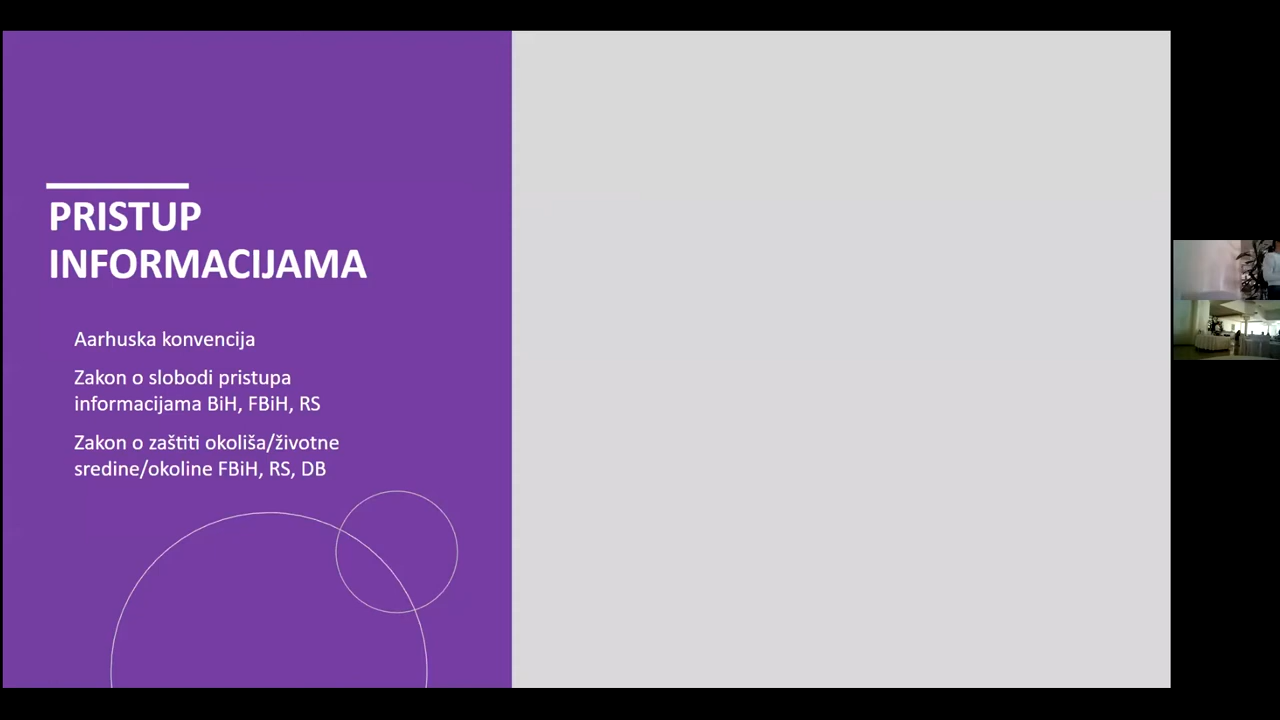 PRISTUP
INFORMACIJAMA
Aarhuska konvencija
Zakon o slobodi pristupa
informacijama BiH, FBiH, RS
Zakon o zaštiti okoliša/životne
sredine/okoline FBiH, RS, DB